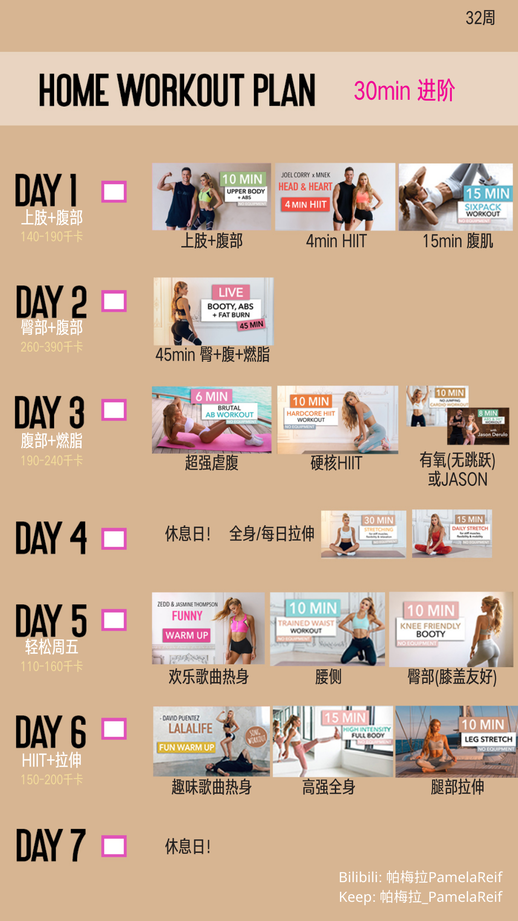 32周
HOME WORKOUT PLAN
30min 进阶
DAY 1
上肢+腹部
140-190千卡
10 MIN
UPPER BODY
+ ABS
上肢+腹部
JOEL CORRY x MNEK
HEAD & HEART
4 MIN HIIT
4min HIIT
15 MIN
SIXPACK
WORKOUT
NO EQUIPMENT
15min 腹肌
DAY 2
臀部+腹部
260-390千卡
LIVE
BOOTY, ABS
+ FAT BURN
45 MIN
45min 臀+腹+燃脂
DAY 3
腹部+燃脂
190-240千卡
6 MIN
BRUTAL
AB WORKOUT
NO EQUIPMENT
超强虐腹
10 MIN
HARDCORE HIIT
WORKOUT
NO EQUIPMENT
硬核HIIT
10 MIN
NO JUMPING
CARDIO WORKOUT
8 MIN
WORKOUT
with
Jason Derulo
有氧(无跳跃)
或JASON
DAY 4
休息日！
全身/每日拉伸
30 MIN
STRETCHING
15 MIN
DAILY STRETCH
DAY 5
轻松周五
110-160千卡
ZEDD & JASMINE THOMPSON
FUNNY
WARM UP
欢乐歌曲热身
10 MIN
TRAINED WAIST
WORKOUT
腰侧
10 MIN
KNEE FRIENDLY
BOOTY
NO EQUIPMENT
臀部(膝盖友好)
DAY 6
HIIT+拉伸
150-200千卡
DAVID PUENTEZ
LALALIFE
FUN WARM UP
SONG
WORKOUT
趣味歌曲热身
15 MIN
HIGH INTENSITY
FULL BODY
NO EQUIPMENT
高强全身
10 MIN
LEG STRETCH
NO EQUIPMENT
腿部拉伸
DAY 7
休息日！
Bilibili: 帕梅拉PamelaReif
Keep: 帕梅拉_PamelaReif